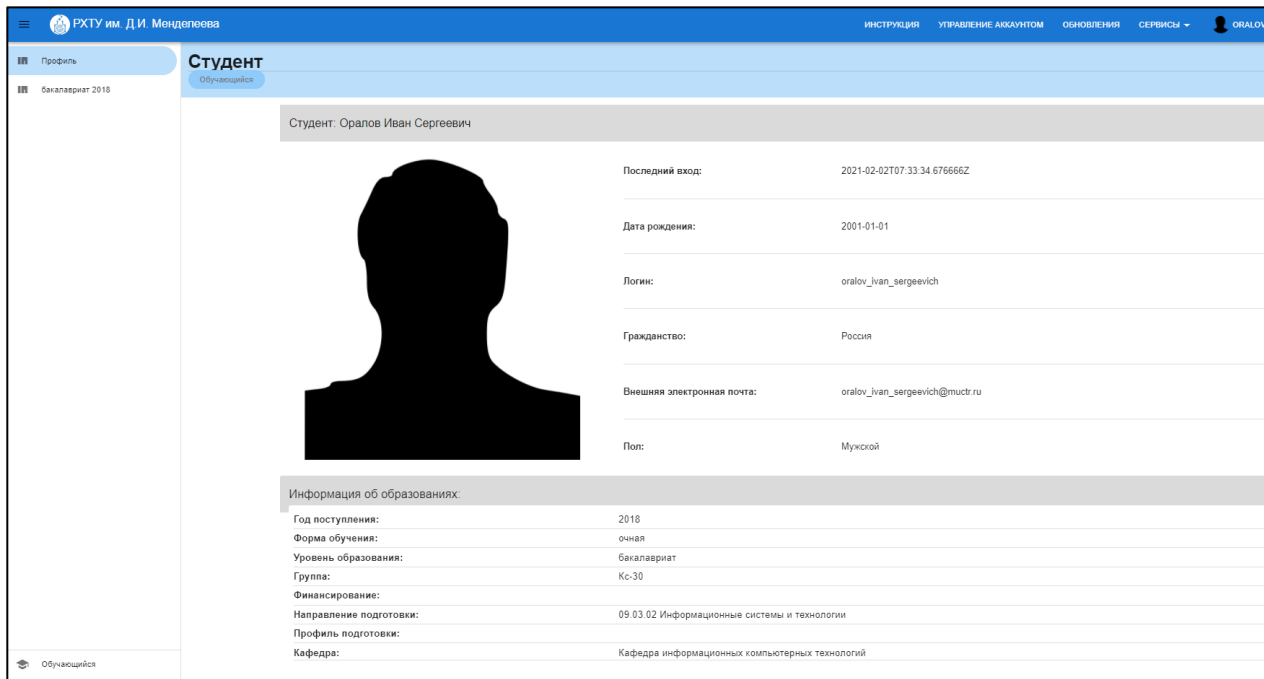 РХТУ им. Д.И. Менделеева
ИНСТРУКЦИЯ УПРАВЛЕНИЕ АККАУНТОМ ОБНОВЛЕНИЯ СЕРВИСЫ ORALOV
Профиль
бакалавриат 2018
Студент
Обучающийся
Студент: Оралов Иван Сергеевич
Последний вход: 2021-02-02T07:33:34.676666Z
Дата рождения: 2001-01-01
Логин: oralov_ivan_sergeevich
Гражданство: Россия
Внешняя электронная почта: oralov_ivan_sergeevich@muctr.ru
Пол: Мужской
Информация об образованиях:
Год поступления: 2018
Форма обучения: очная
Уровень образования: бакалавриат
Группа: Кс-30
Финансирование:
Направление подготовки: 09.03.02 Информационные системы и технологии
Профиль подготовки:
Кафедра: Кафедра информационных компьютерных технологий
Обучающийся